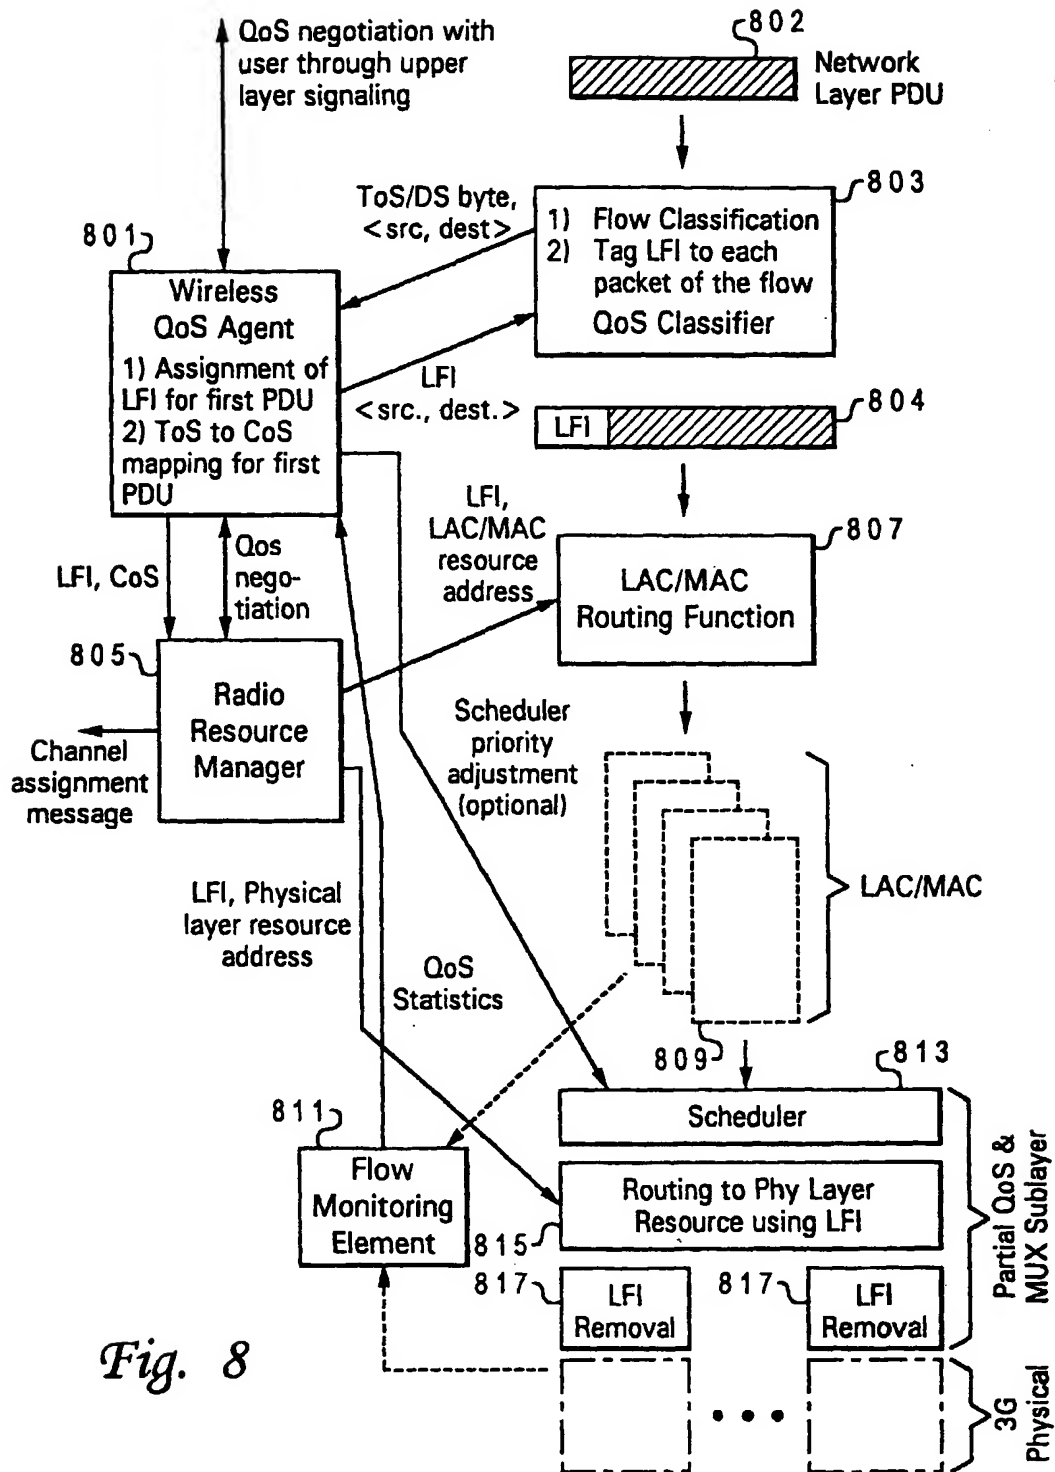 QoS negotiation with
user through upper
layer signaling
802
Network
Layer PDU
803
ToS/DS byte,
<src, dest>
1) Flow Classification
2) Tag LFI to each
packet of the flow
QoS Classifier
801
Wireless
QoS Agent
1) Assignment of
LFI for first PDU
2) ToS to CoS
mapping for first
PDU
LFI
<src., dest.>
804
LFI
LFI,
LAC/MAC
resource
address
807
LAC/MAC
Routing Function
LFI, CoS
Qos
nego-
tiation
805
Radio
Resource
Manager
Channel
assignment
message
Scheduler
priority
adjustment
(optional)
LAC/MAC
LFI, Physical
layer resource
address
QoS
Statistics
809
813
Scheduler
811
Flow
Monitoring
Element
Routing to Phy Layer
Resource using LFI
815
Partial QoS &
MUX Sublayer
817
LFI
Removal
817
LFI
Removal
3G
Physical
Fig. 8